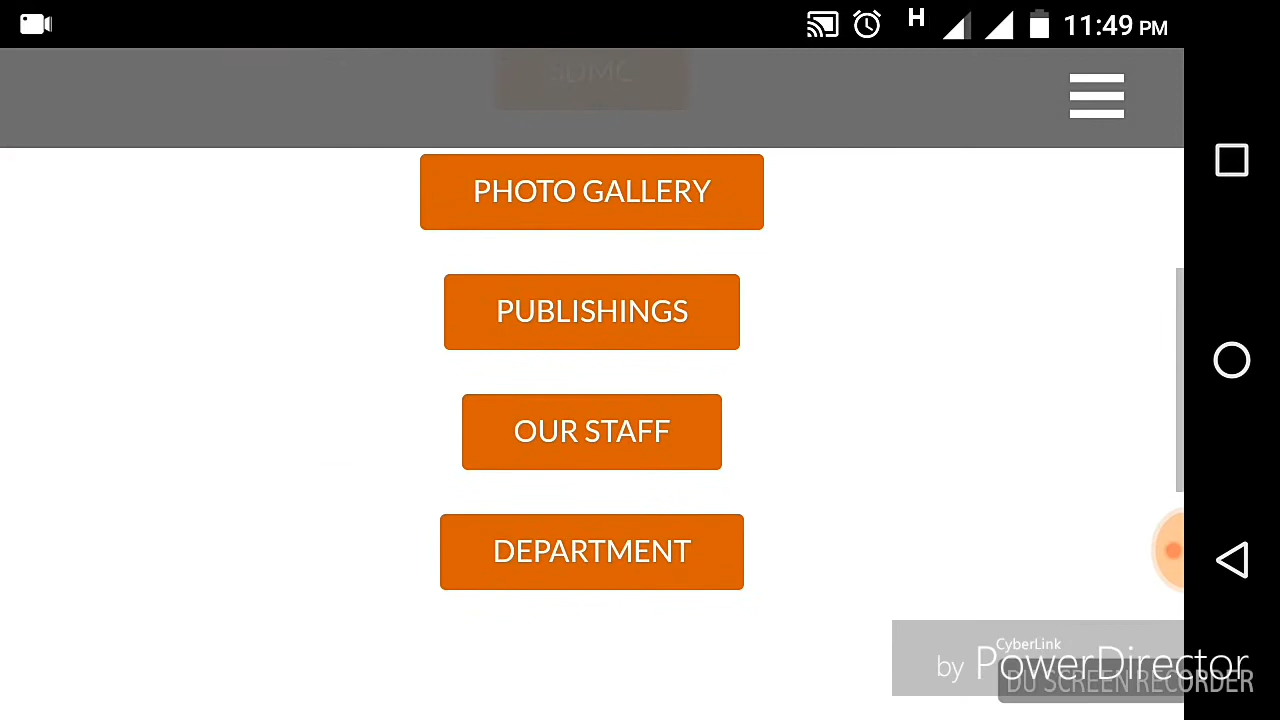 H 11:49 PM
PHOTO GALLERY
PUBLISHINGS
OUR STAFF
DEPARTMENT
CyberLink
by PowerDirector
DU SCREEN RECORDER